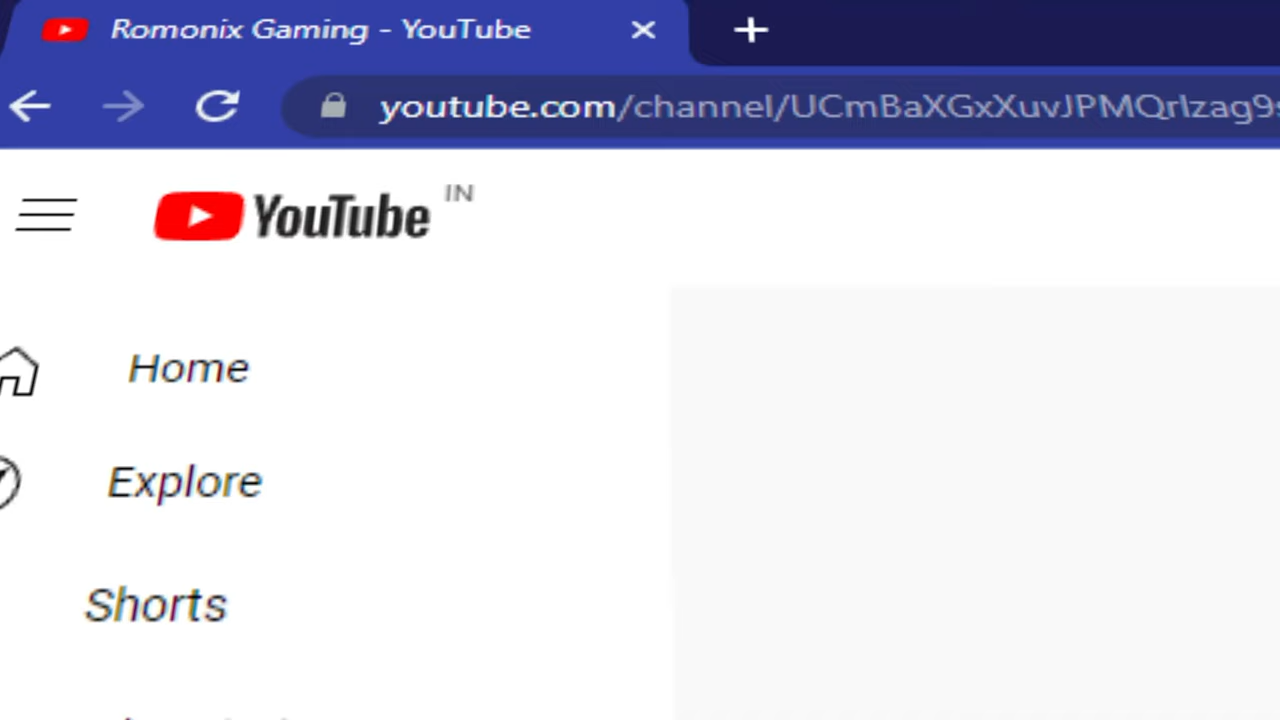 Romonix Gaming - YouTube
youtube.com/channel/UCmBaXGxXuvJPMQrlzag9
YouTube IN
Home
Explore
Shorts